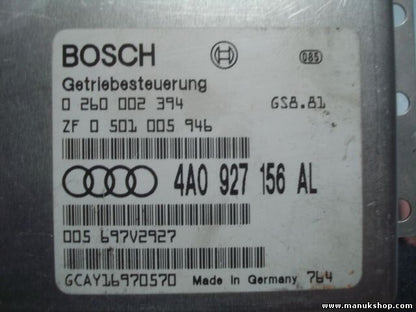 BOSCH
085
Getriebesteuerung
0 260 002 394 GS8.81
ZF 0 501 005 946
4A0 927 156 AL
005 697V2927
GCAY16970570 Made in Germany 764
www.manukshop.com